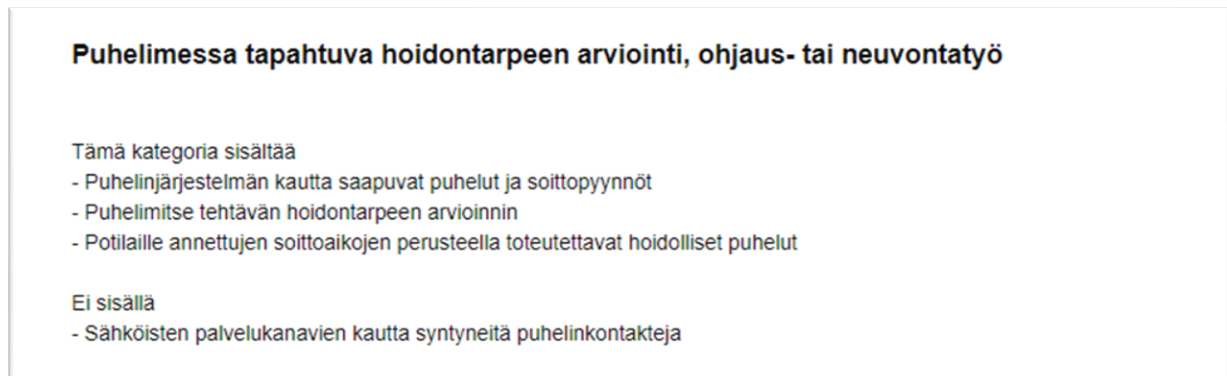 Puhelimessa tapahtuva hoidontarpeen arviointi, ohjaus- tai neuvontatyö
Tämä kategoria sisältää
- Puhelinjärjestelmän kautta saapuvat puhelut ja soittopyynnöt
- Puhelimitse tehtävän hoidontarpeen arvioinnin
- Potilaille annettujen soittoaikojen perusteella toteutettavat hoidolliset puhelut
Ei sisällä
- Sähköisten palvelukanavien kautta syntyneitä puhelinkontakteja